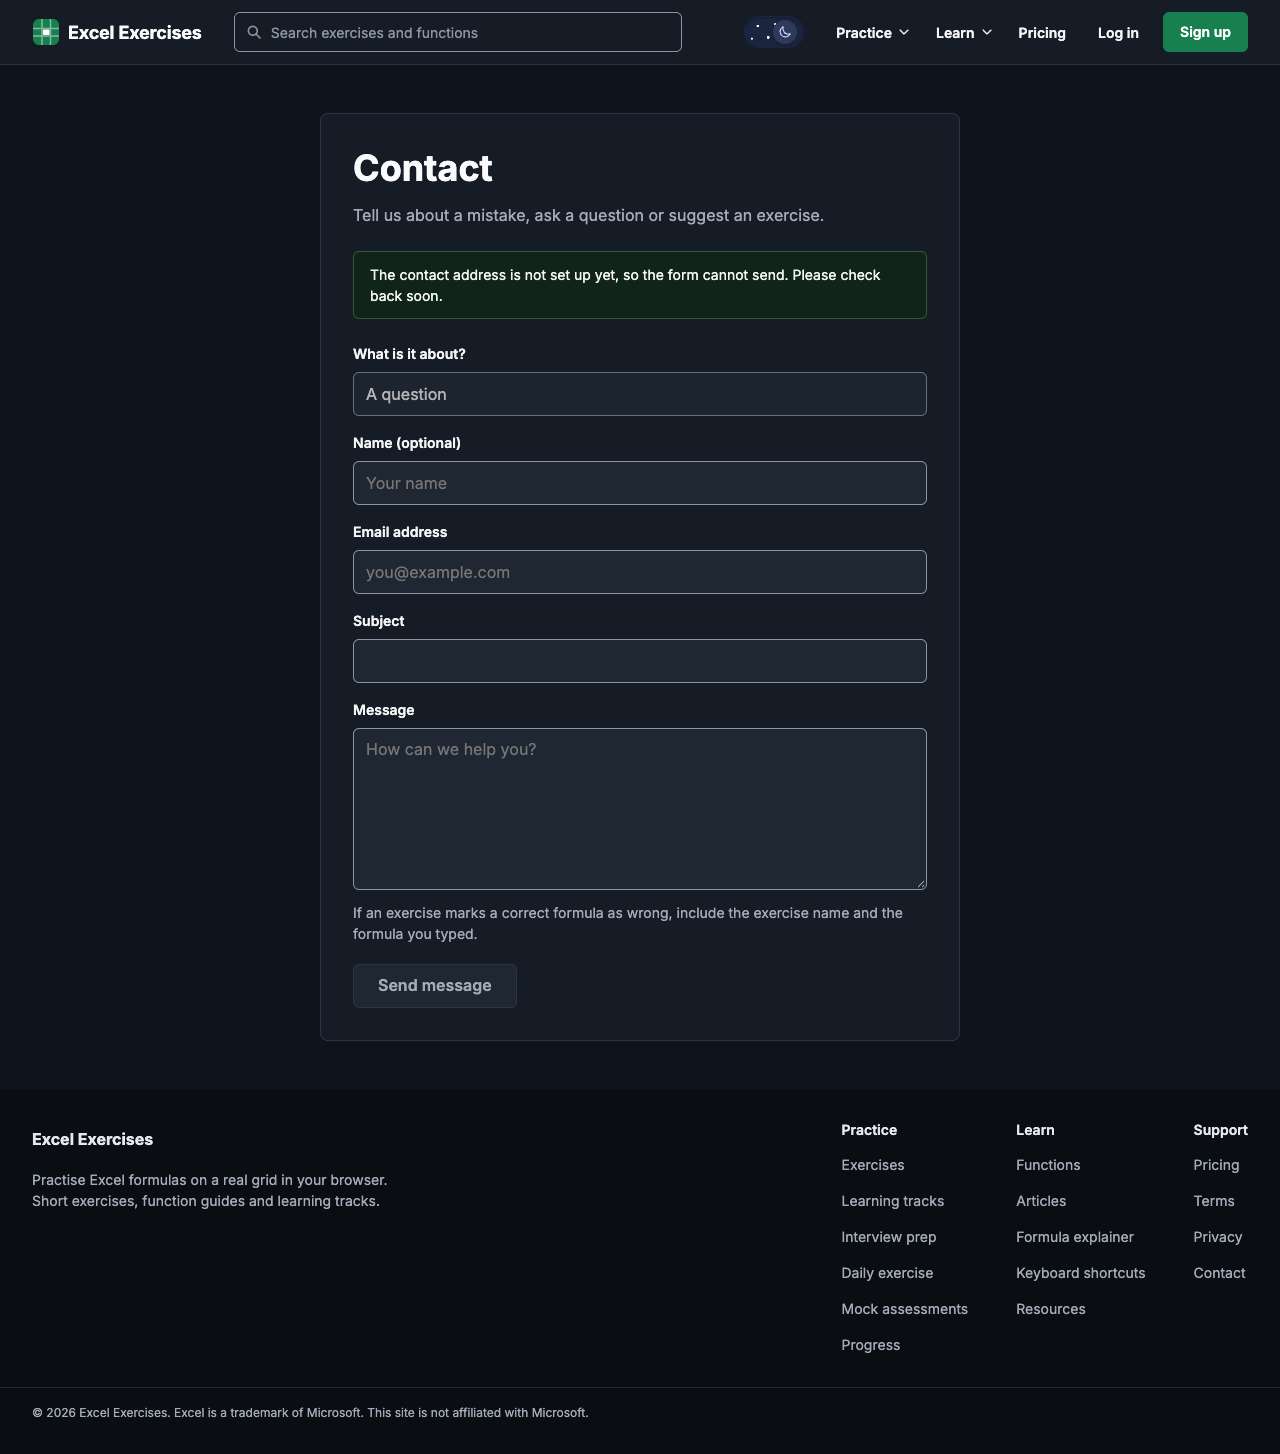 Excel Exercises
Search exercises and functions
Practice
Learn
Pricing
Log in
Sign up
Contact
Tell us about a mistake, ask a question or suggest an exercise.
The contact address is not set up yet, so the form cannot send. Please check
back soon.
What is it about?
A question
Name (optional)
Your name
Email address
you@example.com
Subject
Message
How can we help you?
If an exercise marks a correct formula as wrong, include the exercise name and the
formula you typed.
Send message
Excel Exercises
Practise Excel formulas on a real grid in your browser.
Short exercises, function guides and learning tracks.
Practice
Exercises
Learning tracks
Interview prep
Daily exercise
Mock assessments
Progress
Learn
Functions
Articles
Formula explainer
Keyboard shortcuts
Resources
Support
Pricing
Terms
Privacy
Contact
© 2026 Excel Exercises. Excel is a trademark of Microsoft. This site is not affiliated with Microsoft.